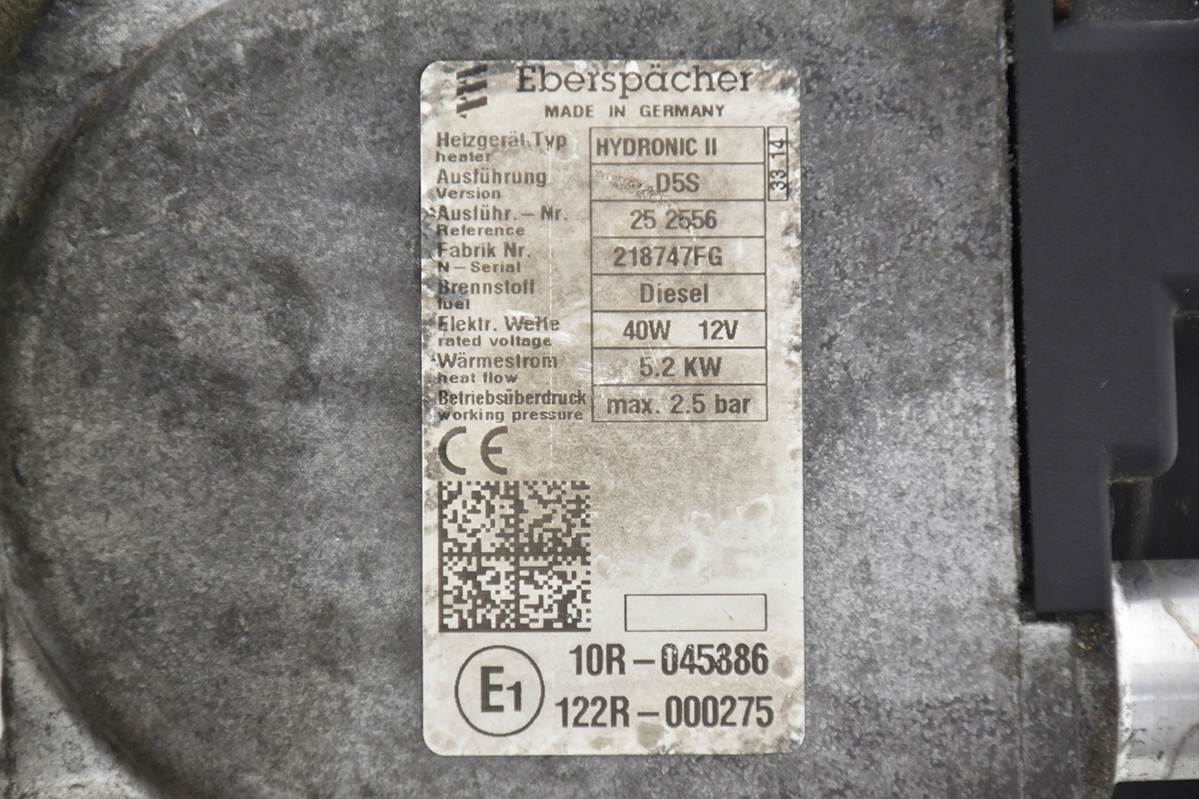 Eberspächer
MADE IN GERMANY
Heizgerät Typ HYDRONIC II
heater
33.14
Ausführung D5S
Version
Ausführ.-Nr. 25 2556
Reference
Fabrik Nr. 218747FG
N-Serial
Brennstoff Diesel
fuel
Elektr. Werte 40W 12V
rated voltage
Wärmestrom 5.2 KW
heat flow
Betriebsüberdruck max. 2.5 bar
working pressure
CE
E1
10R-045386
122R-000275